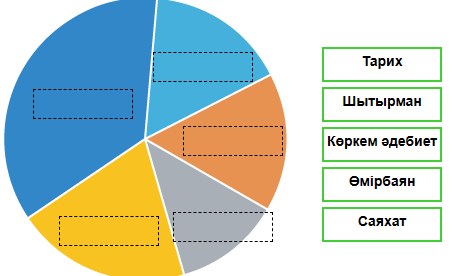 Тарих
Шытырман
Көркем әдебиет
Өмірбаян
Саяхат